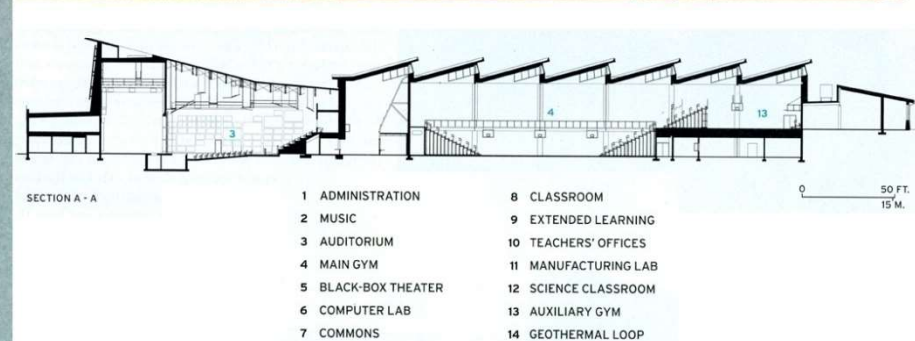 3
4
13
SECTION A - A
0 50 FT.
15 M.
1 ADMINISTRATION
2 MUSIC
3 AUDITORIUM
4 MAIN GYM
5 BLACK-BOX THEATER
6 COMPUTER LAB
7 COMMONS
8 CLASSROOM
9 EXTENDED LEARNING
10 TEACHERS' OFFICES
11 MANUFACTURING LAB
12 SCIENCE CLASSROOM
13 AUXILIARY GYM
14 GEOTHERMAL LOOP